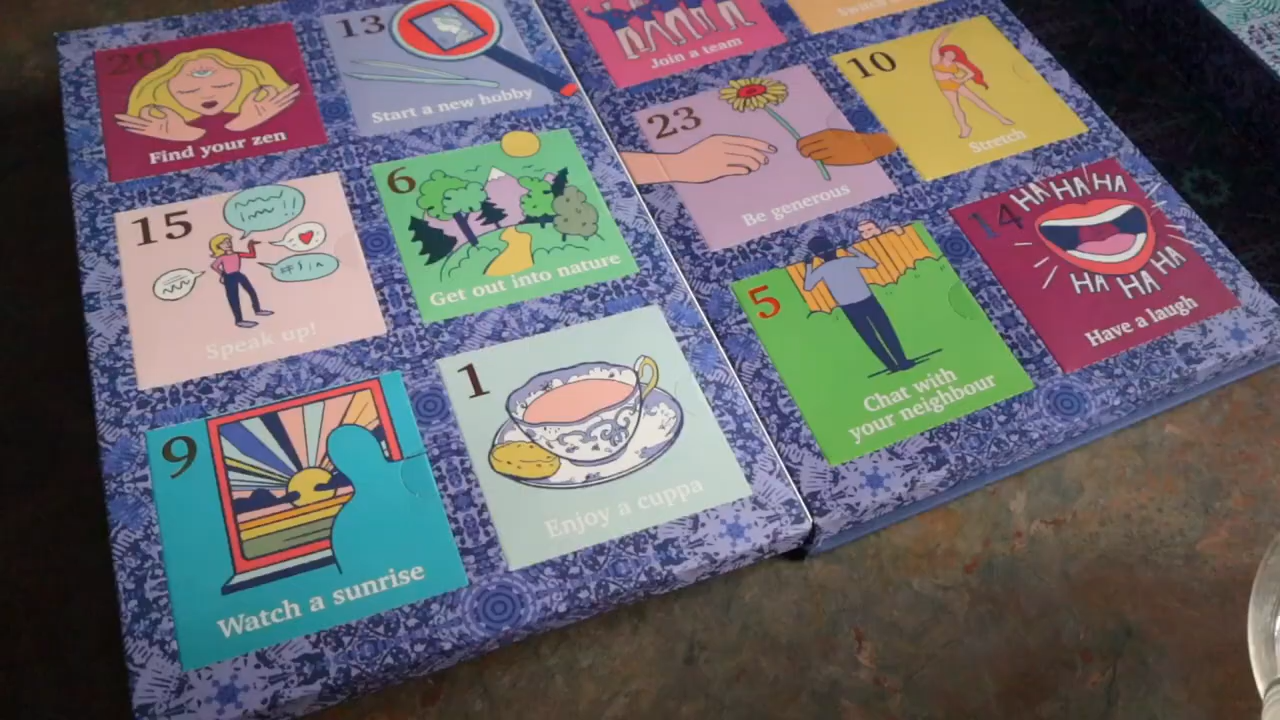 20
Find your zen
13
Start a new hobby
15
Speak up!
6
Get out into nature
9
Watch a sunrise
1
Enjoy a cuppa
Join a team
Switch
23
Be generous
10
Stretch
5
Chat with
your neighbour
14
HA HA HA
HA HA HA
Have a laugh